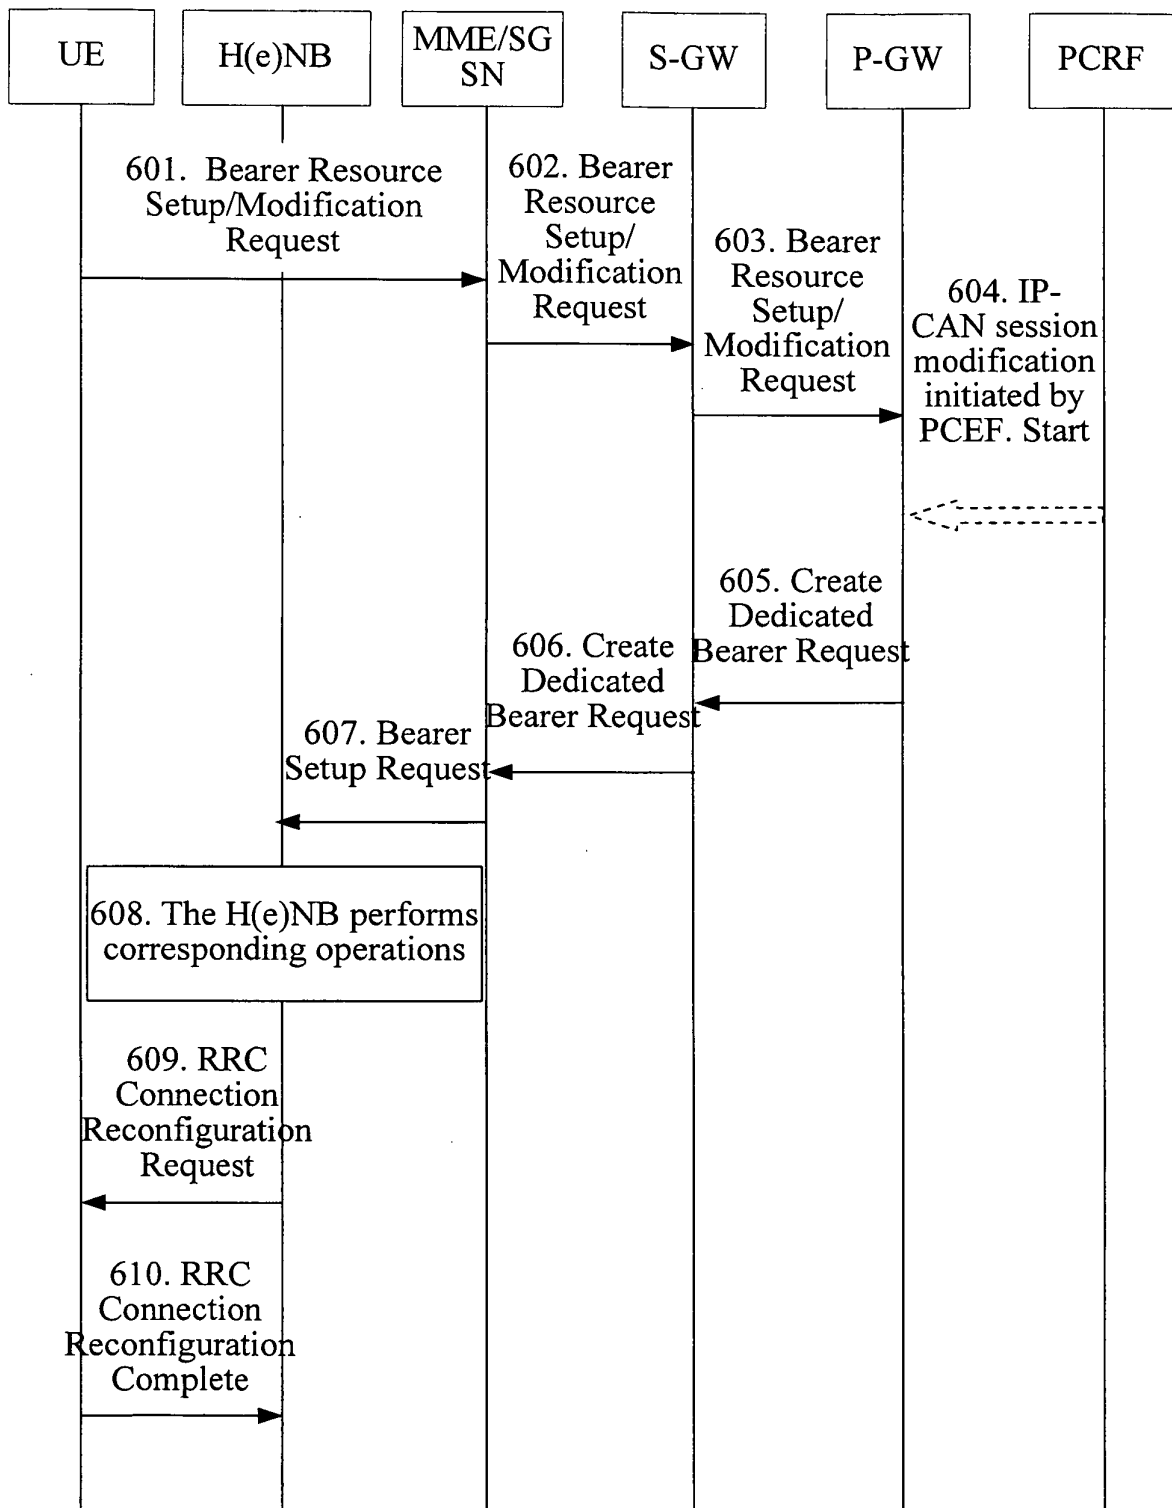 UE
H(e)NB
MME/SG
SN
S-GW
P-GW
PCRF
601. Bearer Resource
Setup/Modification
Request
602. Bearer
Resource
Setup/
Modification
Request
603. Bearer
Resource
Setup/
Modification
Request
604. IP-
CAN session
modification
initiated by
PCEF. Start
605. Create
Dedicated
Bearer Request
606. Create
Dedicated
Bearer Request
607. Bearer
Setup Request
608. The H(e)NB performs
corresponding operations
609. RRC
Connection
Reconfiguration
Request
610. RRC
Connection
Reconfiguration
Complete